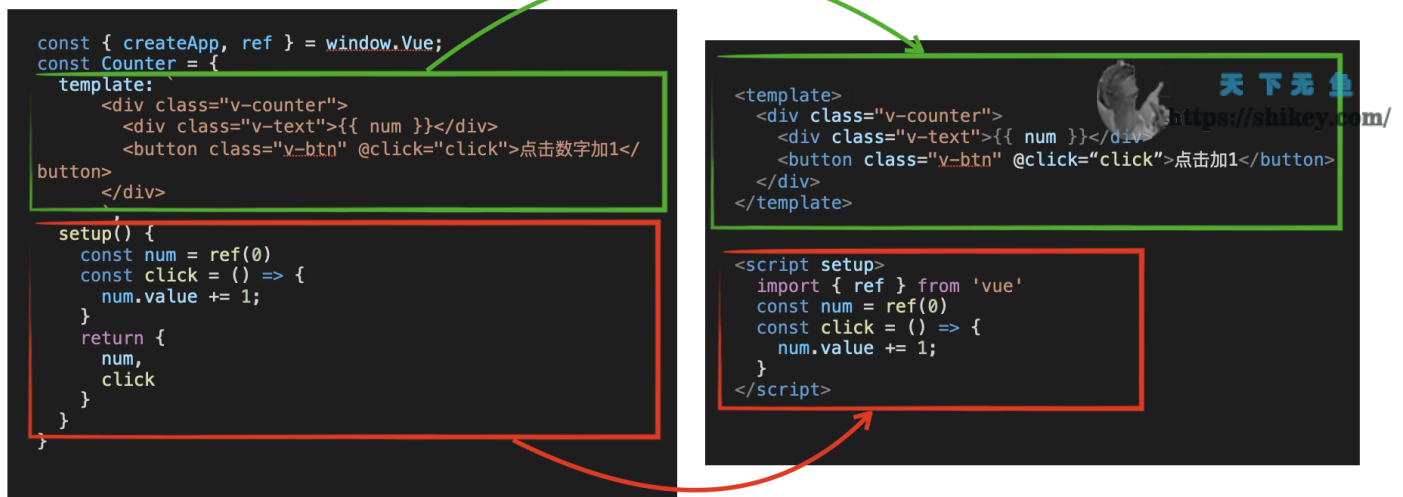 const { createApp, ref } = window.Vue;
const Counter = {
  template: `
      <div class="v-counter">
        <div class="v-text">{{ num }}</div>
        <button class="v-btn" @click="click">点击数字加1</
button>
      </div>
      `,
  setup() {
    const num = ref(0)
    const click = () => {
      num.value += 1;
    }
    return {
      num,
      click
    }
  }
}
天下无鱼
https://shikey.com/
<template>
  <div class="v-counter">
    <div class="v-text">{{ num }}</div>
    <button class="v-btn" @click=“click”>点击加1</button>
  </div>
</template>
<script setup>
  import { ref } from 'vue'
  const num = ref(0)
  const click = () => {
    num.value += 1;
  }
</script>